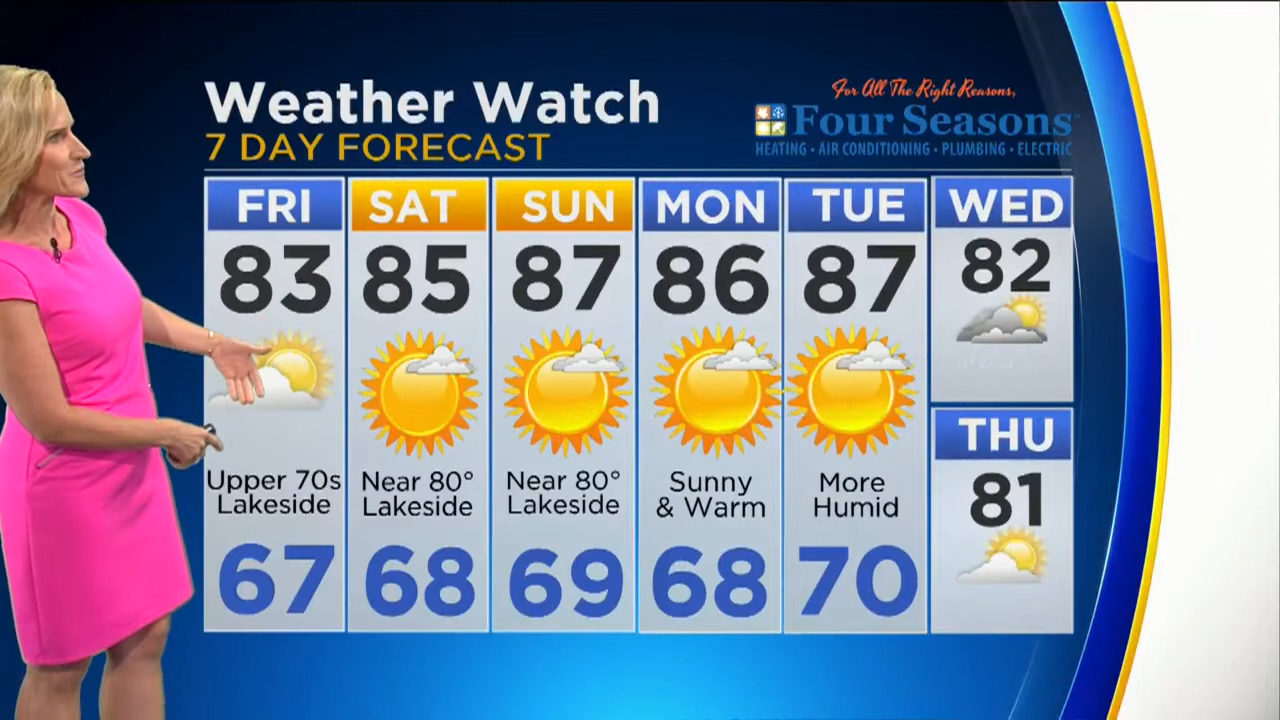 Weather Watch
7 DAY FORECAST
For All The Right Reasons,
Four Seasons
HEATING • AIR CONDITIONING • PLUMBING • ELECTRIC
FRI
83
Upper 70s
Lakeside
67
SAT
85
Near 80°
Lakeside
68
SUN
87
Near 80°
Lakeside
69
MON
86
Sunny
& Warm
68
TUE
87
More
Humid
70
WED
82
THU
81